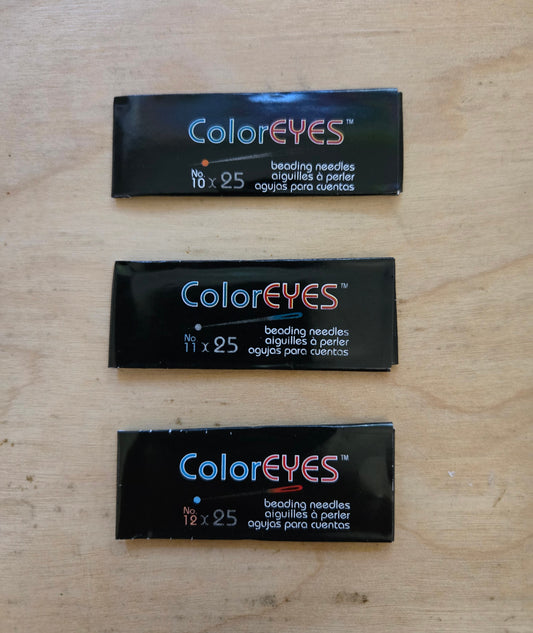 ColorEYES™
beading needles
No
aiguilles à perler
10 x 25
agujas para cuentas
ColorEYES™
beading needles
No
aiguilles à perler
11 x 25
agujas para cuentas
ColorEYES™
beading needles
No
aiguilles à perler
12 x 25
agujas para cuentas